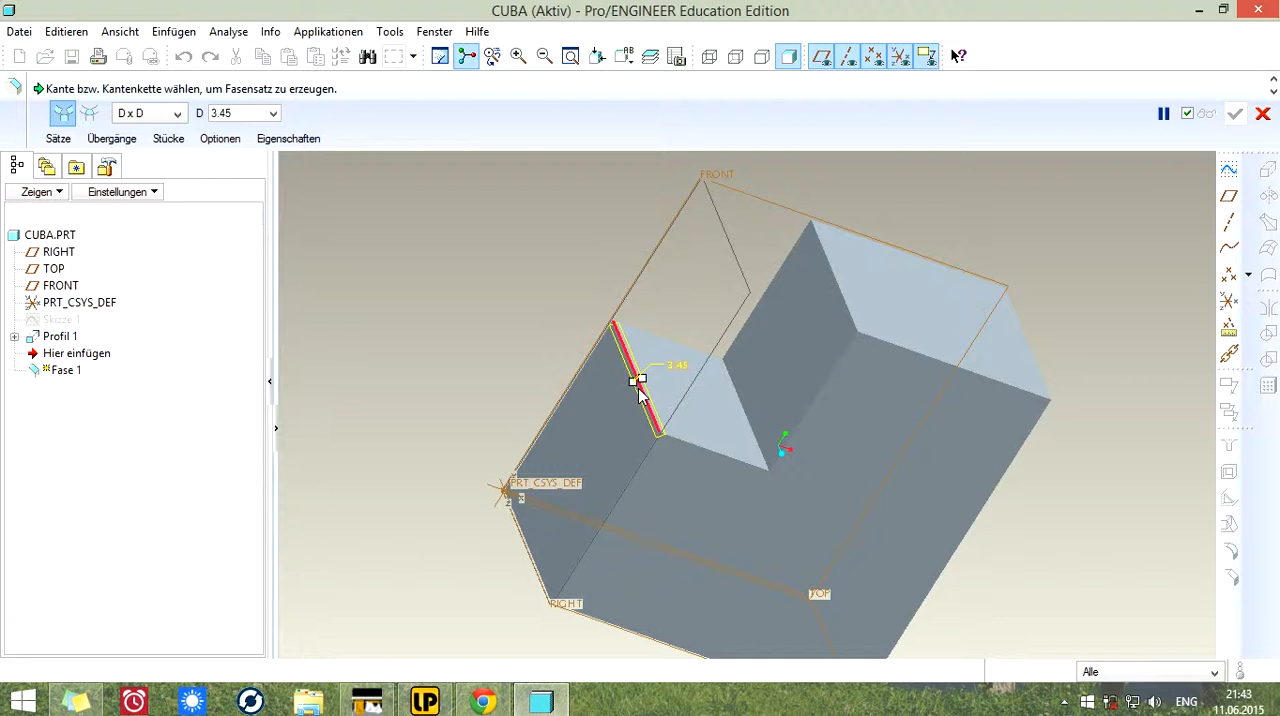 CUBA (Aktiv) - Pro/ENGINEER Education Edition
Datei Editieren Ansicht Einfügen Analyse Info Applikationen Tools Fenster Hilfe
Kante bzw. Kantenkette wählen, um Fasensatz zu erzeugen.
D x D D 3.45
Sätze Übergänge Stücke Optionen Eigenschaften
Zeigen Einstellungen
CUBA.PRT
RIGHT
TOP
FRONT
PRT_CSYS_DEF
Skizze 1
Profil 1
Hier einfügen
Fase 1
FRONT
3.45
PRT_CSYS_DEF
z x
TOP
RIGHT
Alle
LP
ENG
21:43
11.06.2015